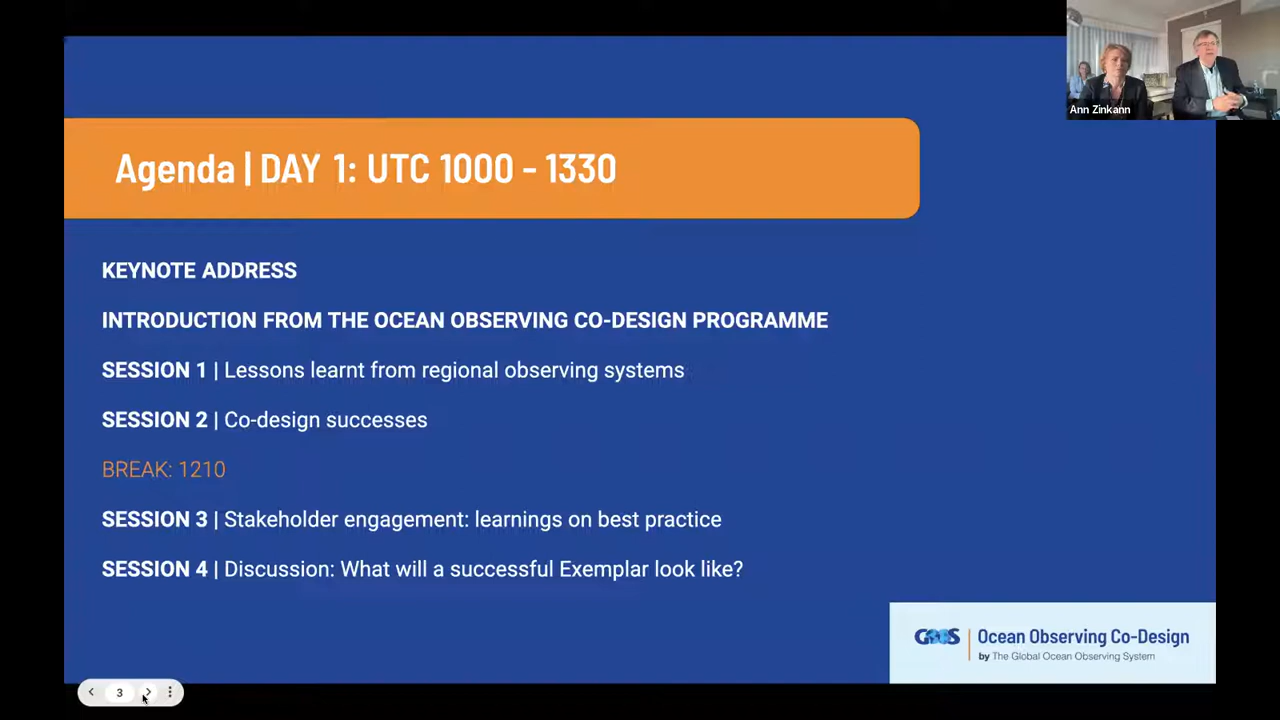 Ann Zinkann
Agenda | DAY 1: UTC 1000 - 1330
KEYNOTE ADDRESS
INTRODUCTION FROM THE OCEAN OBSERVING CO-DESIGN PROGRAMME
SESSION 1 | Lessons learnt from regional observing systems
SESSION 2 | Co-design successes
BREAK: 1210
SESSION 3 | Stakeholder engagement: learnings on best practice
SESSION 4 | Discussion: What will a successful Exemplar look like?
GOOS | Ocean Observing Co-Design
by The Global Ocean Observing System
3